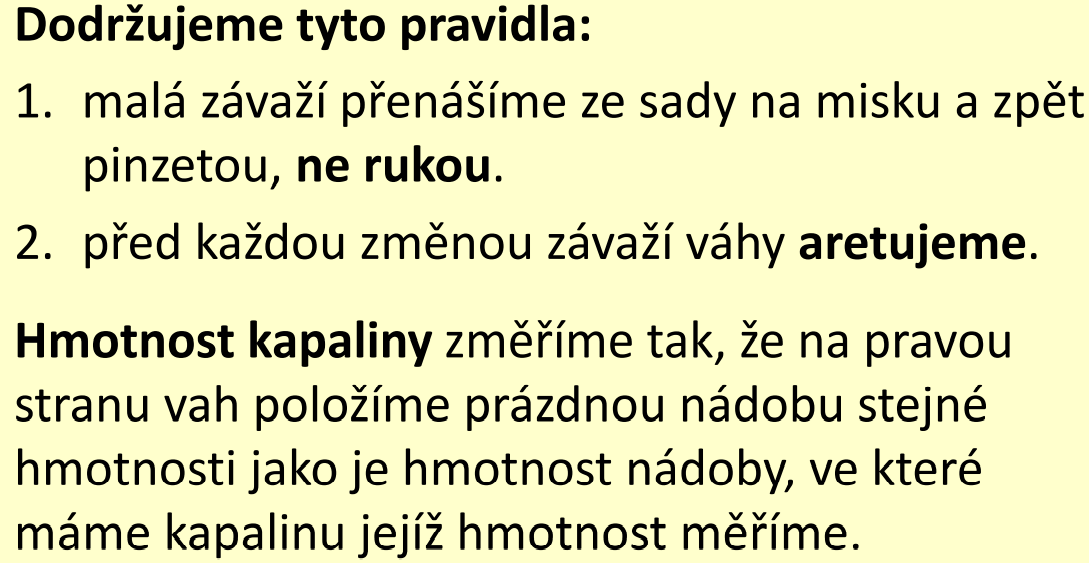 Dodržujeme tyto pravidla:
1. malá závaží přenášíme ze sady na misku a zpět
pinzetou, ne rukou.
2. před každou změnou závaží váhy aretujeme.
Hmotnost kapaliny změříme tak, že na pravou
stranu vah položíme prázdnou nádobu stejné
hmotnosti jako je hmotnost nádoby, ve které
máme kapalinu jejíž hmotnost měříme.